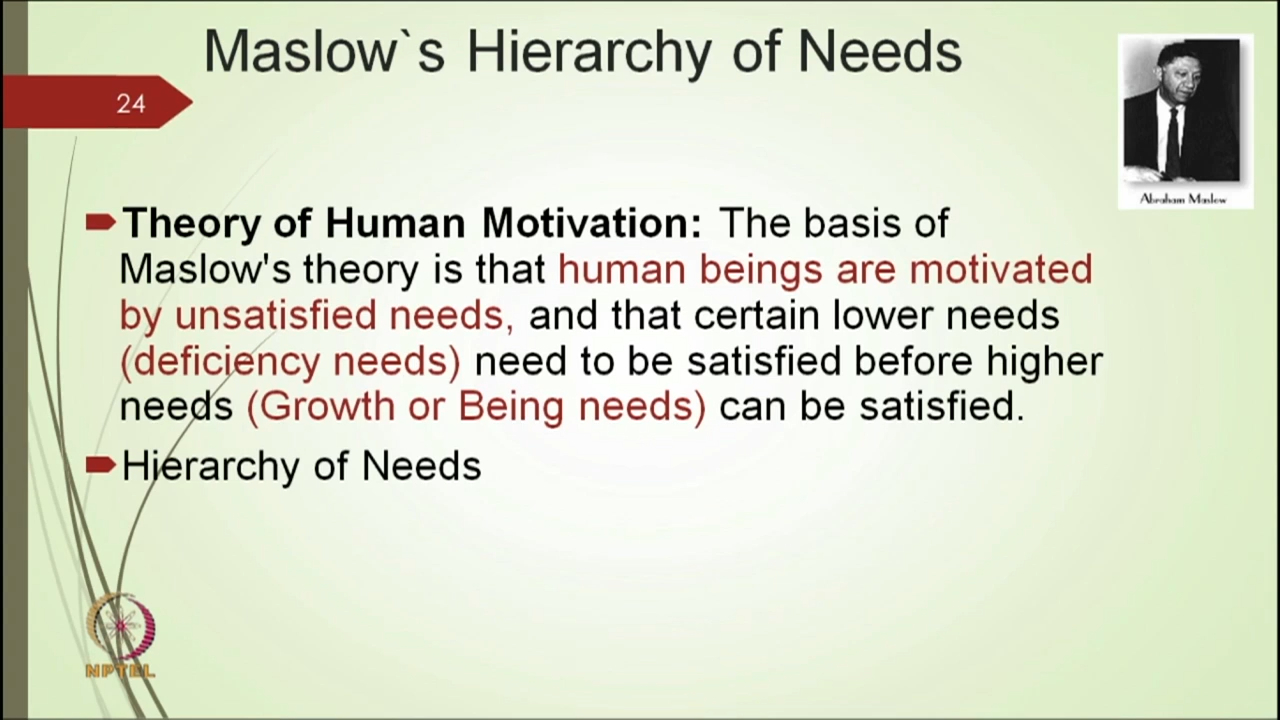 Maslow`s Hierarchy of Needs
24
Abraham Maslow
Theory of Human Motivation: The basis of
Maslow's theory is that human beings are motivated
by unsatisfied needs, and that certain lower needs
(deficiency needs) need to be satisfied before higher
needs (Growth or Being needs) can be satisfied.
Hierarchy of Needs
NPTEL